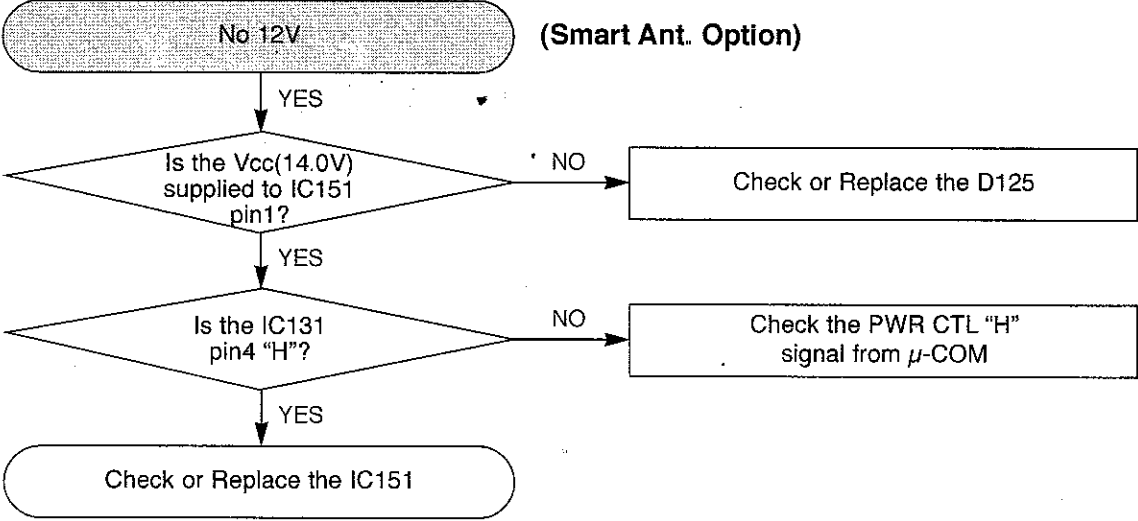 No 12V
(Smart Ant. Option)
YES
Is the Vcc(14.0V)
supplied to IC151
pin1?
NO
Check or Replace the D125
YES
Is the IC131
pin4 “H”?
NO
Check the PWR CTL “H”
signal from μ-COM
YES
Check or Replace the IC151